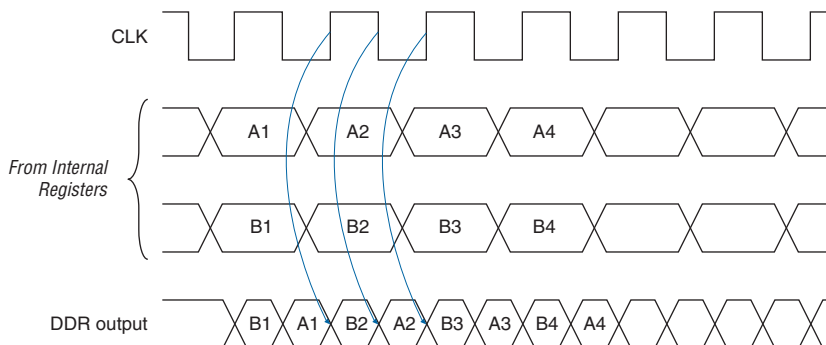 CLK
A1 A2 A3 A4
From Internal
Registers
B1 B2 B3 B4
DDR output B1 A1 B2 A2 B3 A3 B4 A4